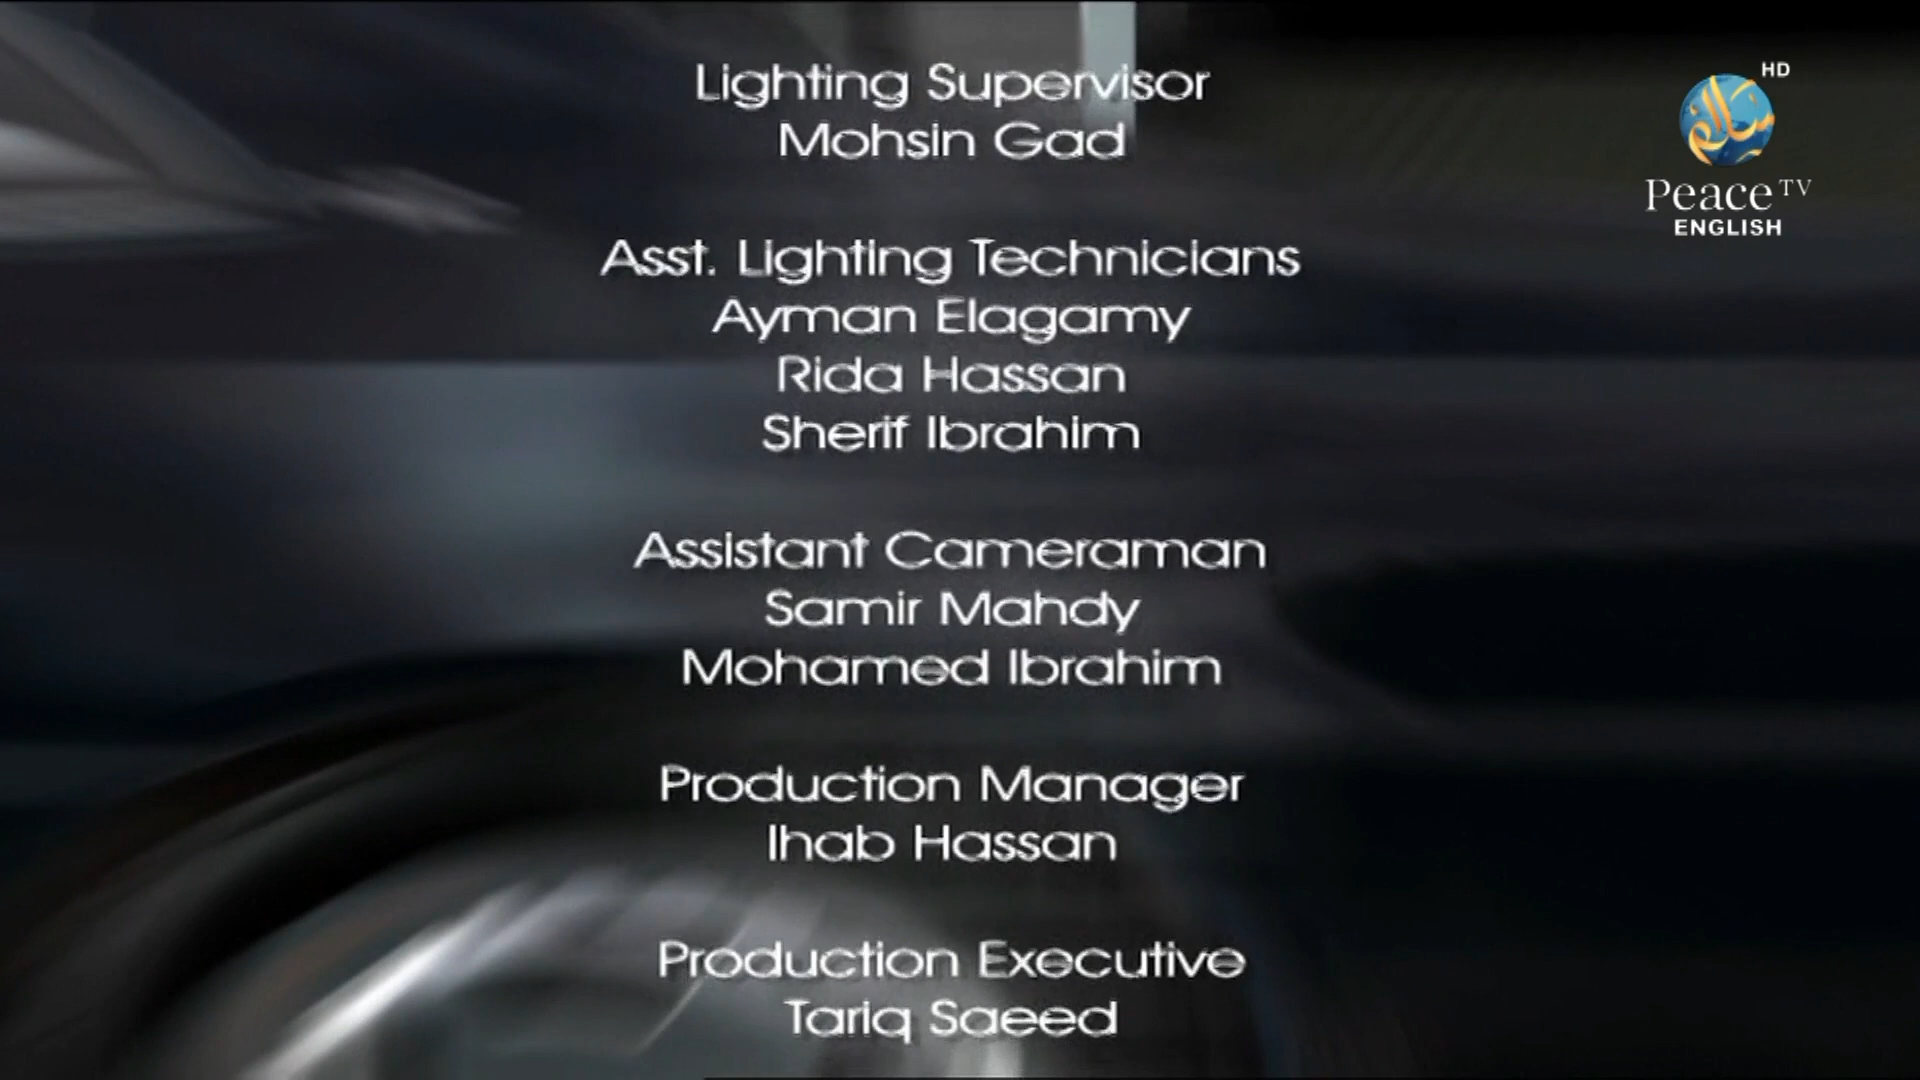 Lighting Supervisor
Mohsin Gad
Asst. Lighting Technicians
Ayman Elagamy
Rida Hassan
Sherif Ibrahim
Assistant Cameraman
Samir Mahdy
Mohamed Ibrahim
Production Manager
Ihab Hassan
Production Executive
Tariq Saeed
HD
سلام
Peace TV
ENGLISH